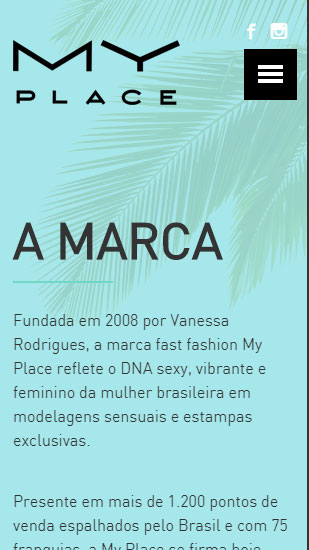 MY
PLACE
A MARCA
Fundada em 2008 por Vanessa
Rodrigues, a marca fast fashion My
Place reflete o DNA sexy, vibrante e
feminino da mulher brasileira em
modelagens sensuais e estampas
exclusivas.
Presente em mais de 1.200 pontos de
venda espalhados pelo Brasil e com 75
franquias, a My Place se firma hoje